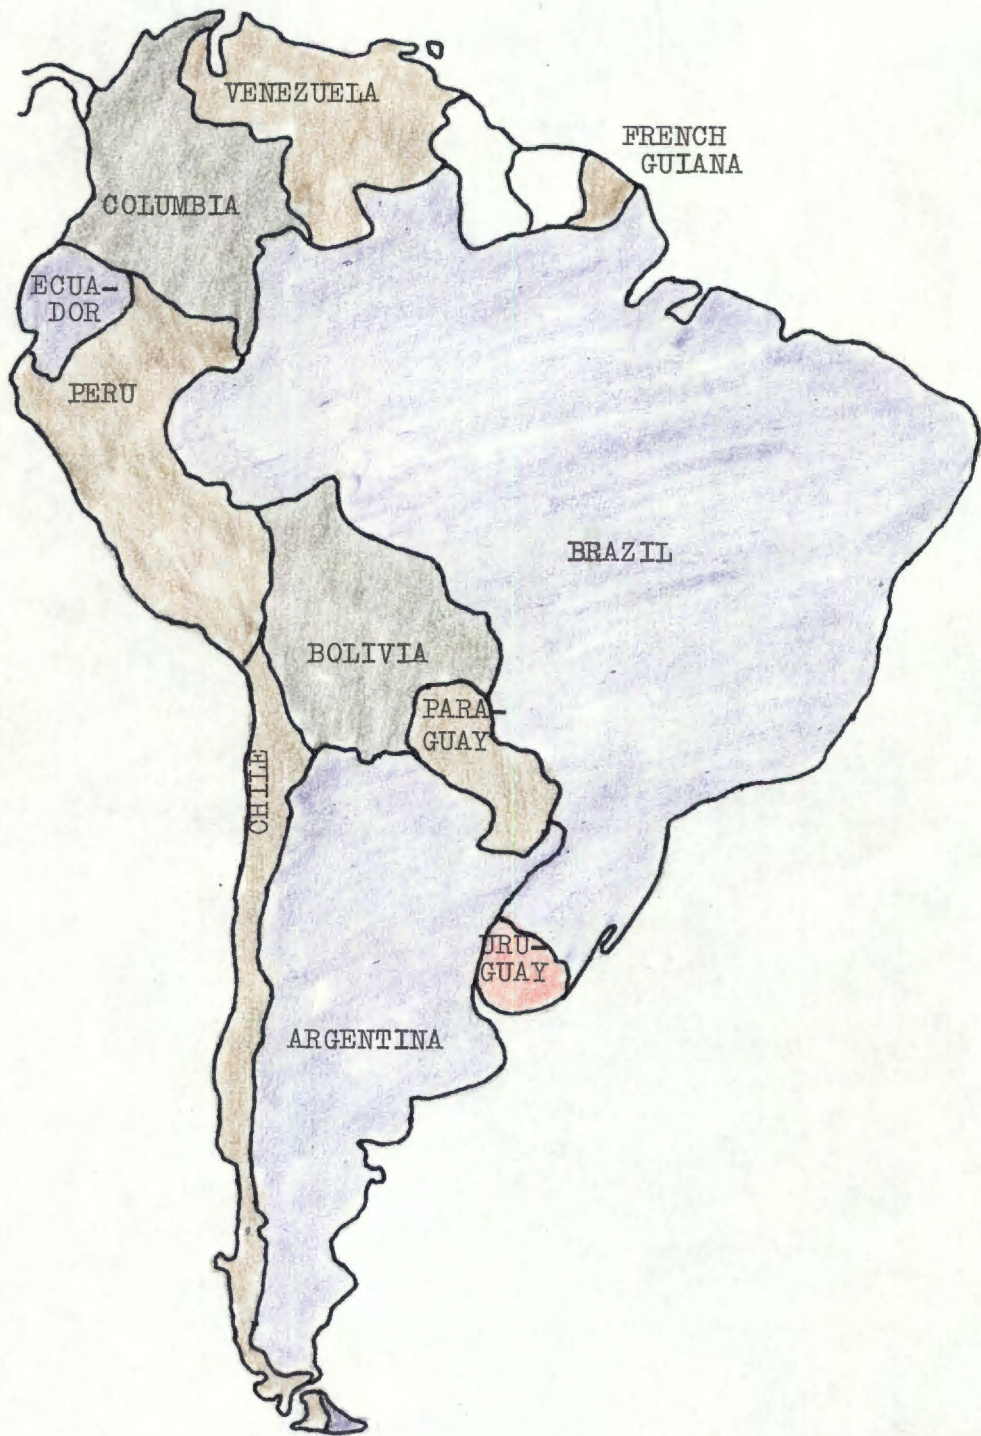 VENEZUELA
FRENCH
GUIANA
COLUMBIA
ECUA-
DOR
PERU
BRAZIL
BOLIVIA
PARA-
GUAY
CHILE
URU-
GUAY
ARGENTINA